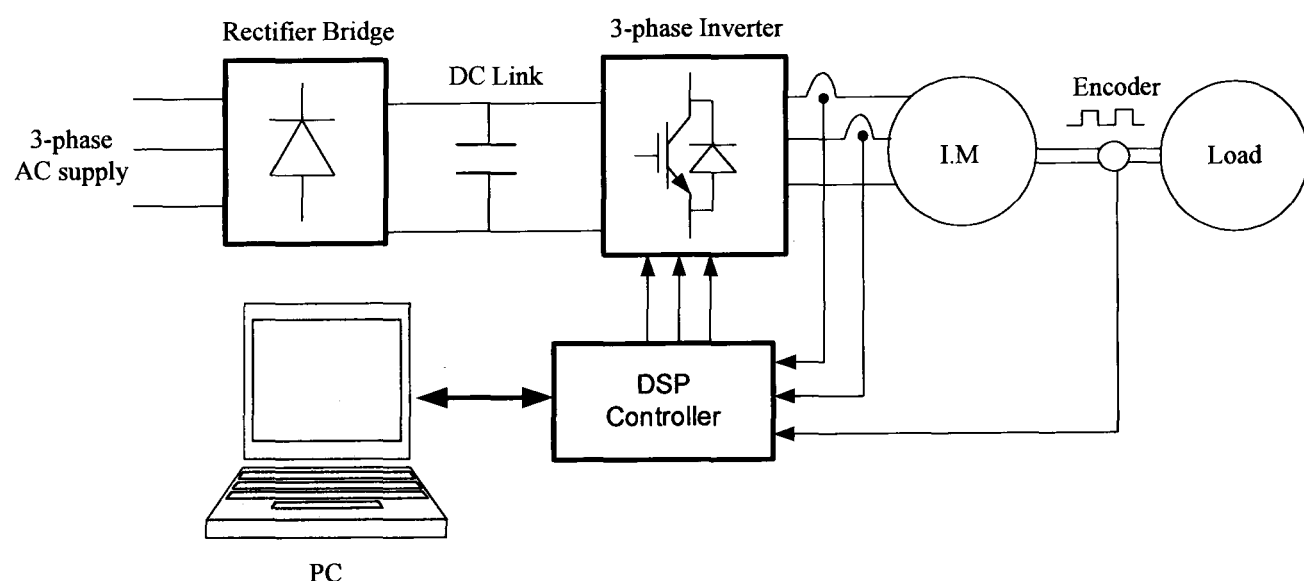 3-phase Inverter
Rectifier Bridge
DC Link
Encoder
3-phase
AC supply
I.M
Load
DSP
Controller
PC